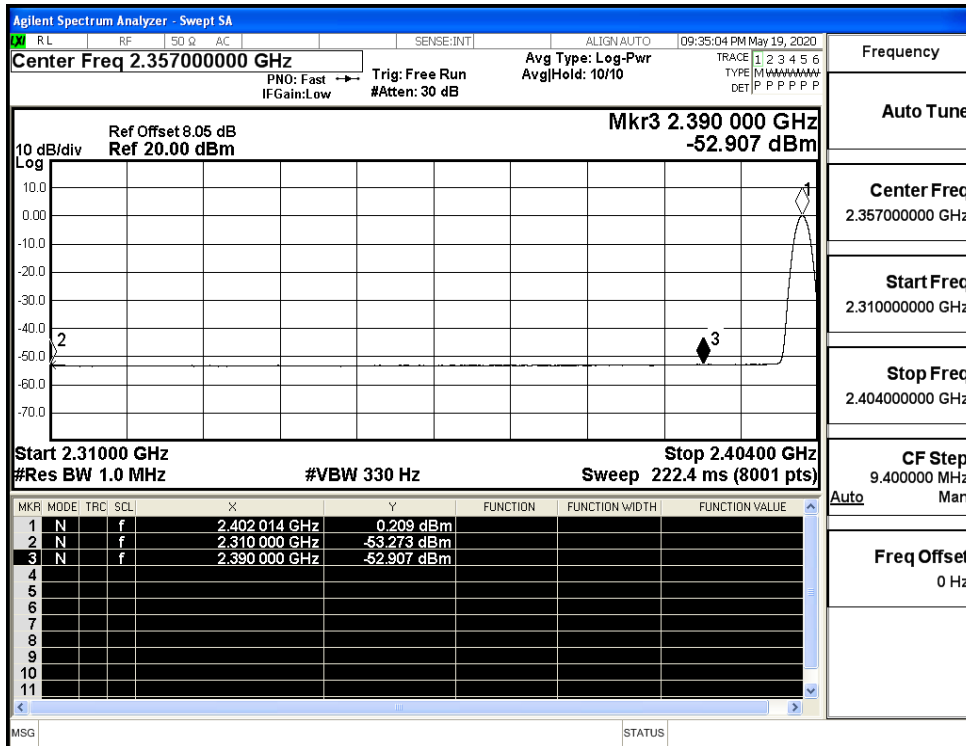 Agilent Spectrum Analyzer - Swept SA
LXI RL RF 50 Ω AC SENSE:INT ALIGN AUTO 09:35:04 PM May 19, 2020
Center Freq 2.357000000 GHz
PNO: Fast
IFGain:Low
Trig: Free Run
#Atten: 30 dB
Avg Type: Log-Pwr
Avg|Hold: 10/10
TRACE 1 2 3 4 5 6
TYPE M WWWWW
DET P P P P P P
Mkr3 2.390 000 GHz
-52.907 dBm
Ref Offset 8.05 dB
10 dB/div Ref 20.00 dBm
Log
10.0
0.00
-10.0
-20.0
-30.0
-40.0
-50.0
-60.0
-70.0
1
2
3
Start 2.31000 GHz Stop 2.40400 GHz
#Res BW 1.0 MHz #VBW 330 Hz Sweep 222.4 ms (8001 pts)
MKR MODE TRC SCL X Y FUNCTION FUNCTION WIDTH FUNCTION VALUE
1 N f 2.402 014 GHz 0.209 dBm
2 N f 2.310 000 GHz -53.273 dBm
3 N f 2.390 000 GHz -52.907 dBm
4
5
6
7
8
9
10
11
MSG STATUS
Frequency
Auto Tune
Center Freq
2.357000000 GHz
Start Freq
2.310000000 GHz
Stop Freq
2.404000000 GHz
CF Step
9.400000 MHz
Auto Man
Freq Offset
0 Hz